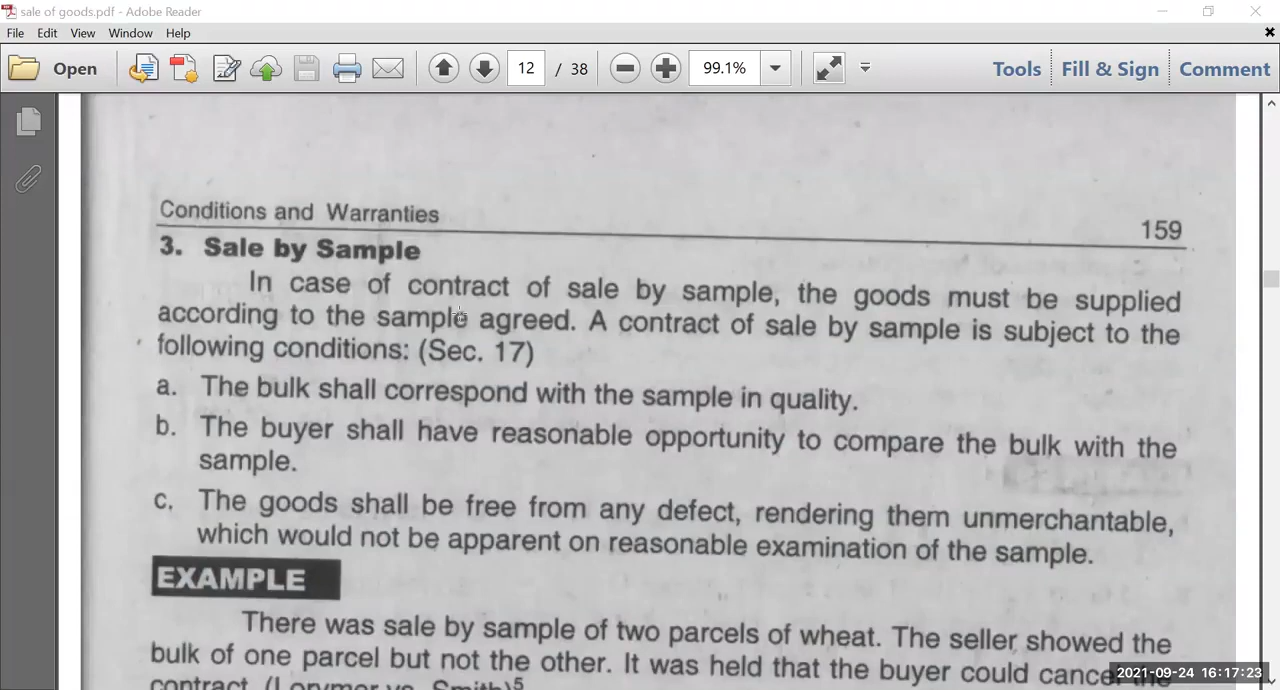 sale of goods.pdf - Adobe Reader
File Edit View Window Help
Open 12 / 38 99.1% Tools Fill & Sign Comment
Conditions and Warranties 159
3. Sale by Sample
In case of contract of sale by sample, the goods must be supplied
according to the sample agreed. A contract of sale by sample is subject to the
following conditions: (Sec. 17)
a. The bulk shall correspond with the sample in quality.
b. The buyer shall have reasonable opportunity to compare the bulk with the
sample.
c. The goods shall be free from any defect, rendering them unmerchantable,
which would not be apparent on reasonable examination of the sample.
EXAMPLE
There was sale by sample of two parcels of wheat. The seller showed the
bulk of one parcel but not the other. It was held that the buyer could cancel the
contract. (Lorymer vs. Smith)5
2021-09-24 16:17:23